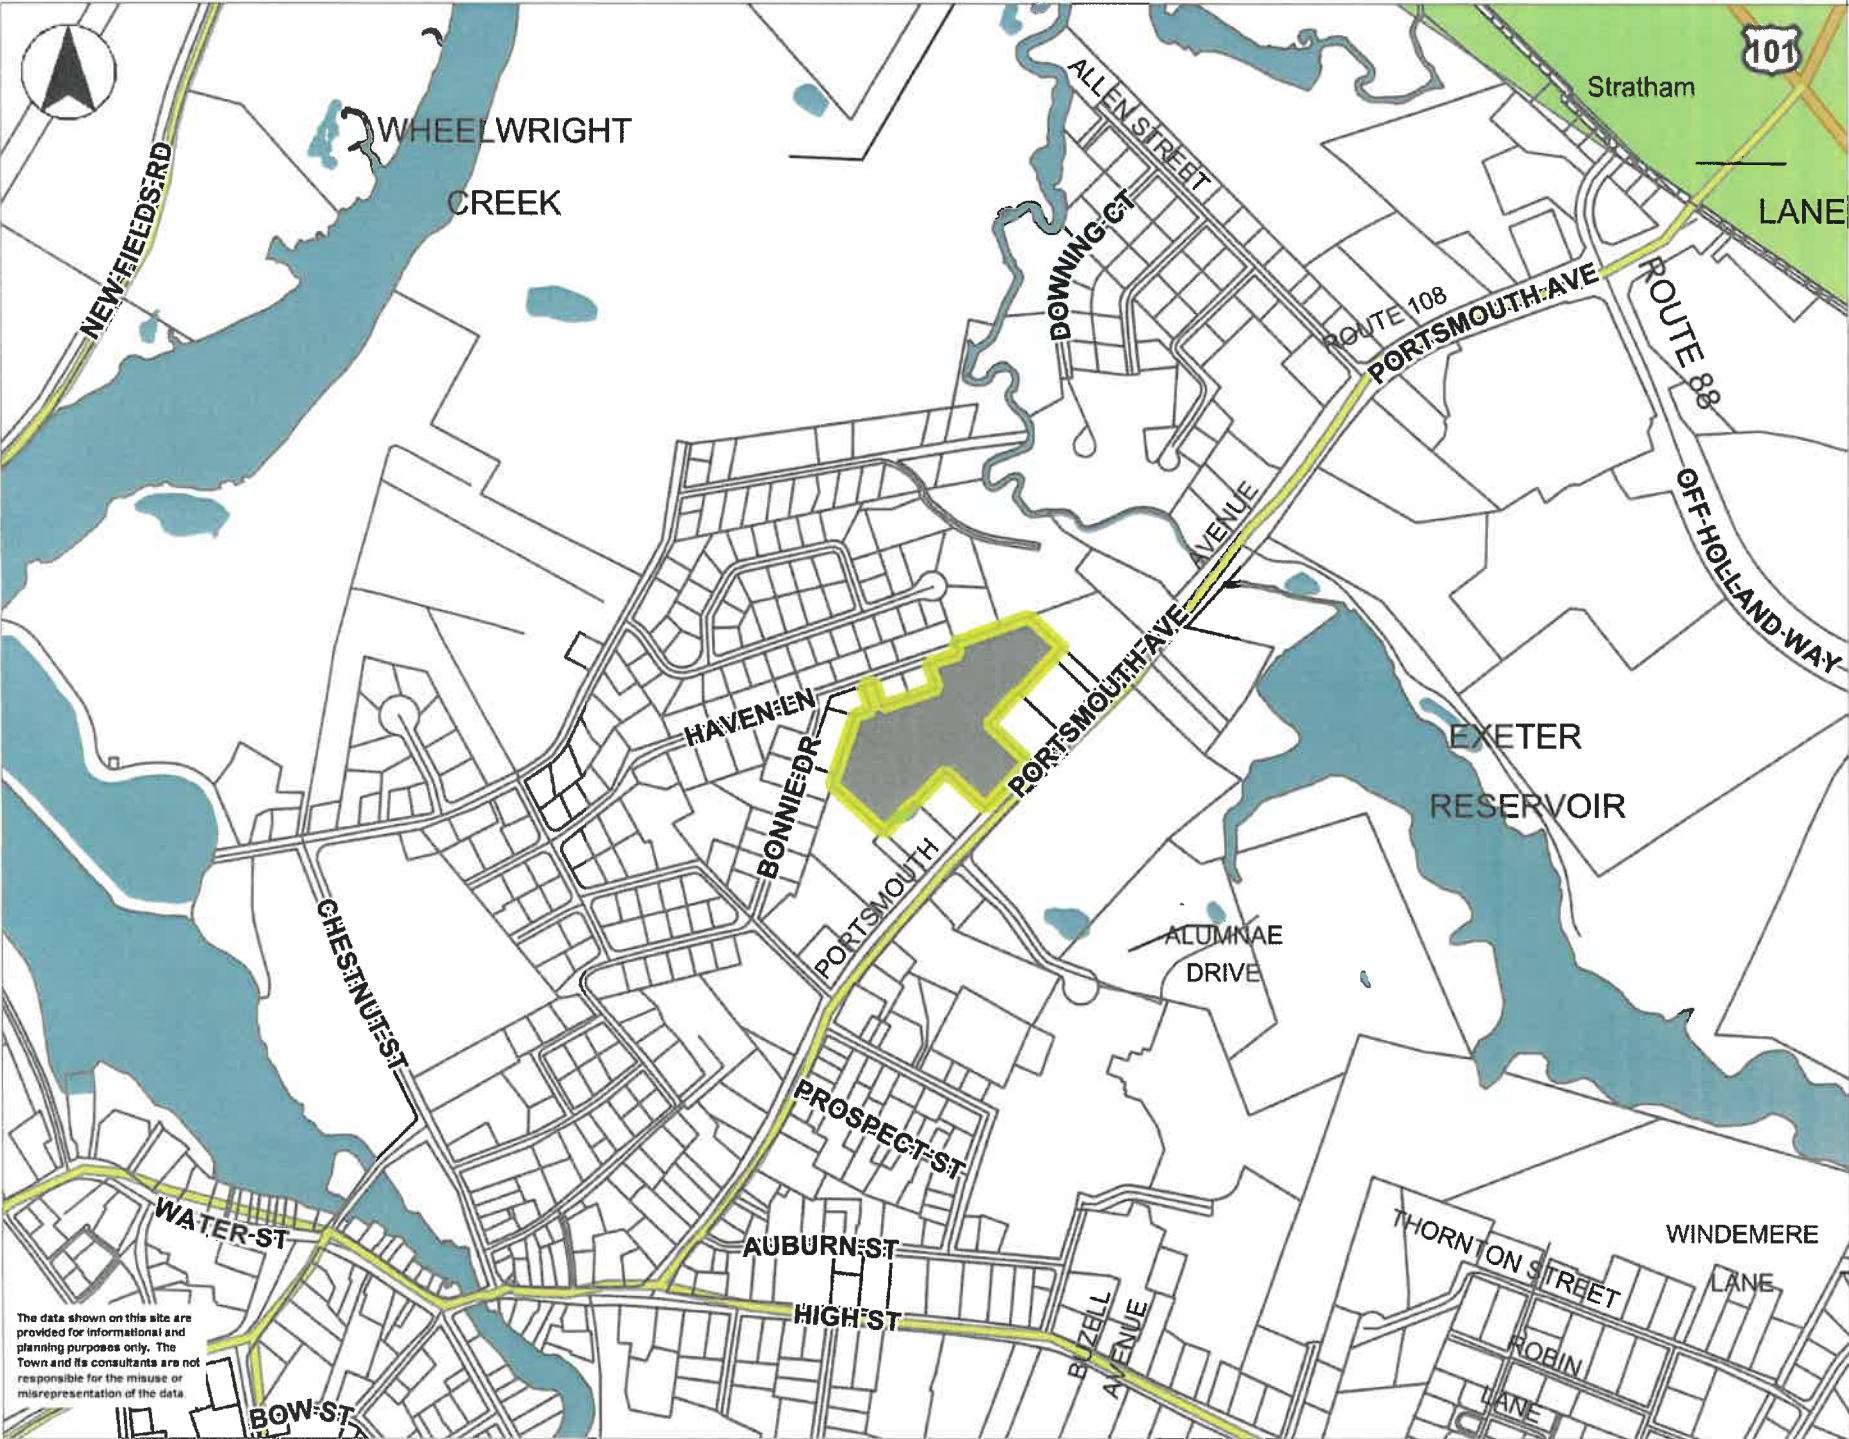 101
Stratham
ALLEN STREET
WHEELWRIGHT
CREEK
LANE
NEWFIELDS RD
DOWNING CT
ROUTE 108
PORTSMOUTH AVE
ROUTE 88
AVENUE
OFF HOLLAND WAY
PORTSMOUTH AVE
HAVEN LN
BONNIE DR
PORTSMOUTH AVE
EXETER
RESERVOIR
PORTSMOUTH
CHESTNUT ST
ALUMNAE
DRIVE
PROSPECT ST
WATER ST
AUBURN ST
HIGH ST
BUZELL
AVENUE
THORNTON STREET
WINDEMERE
LANE
ROBIN
LANE
The data shown on this site are
provided for informational and
planning purposes only. The
Town and its consultants are not
responsible for the misuse or
misrepresentation of the data.
BOW ST